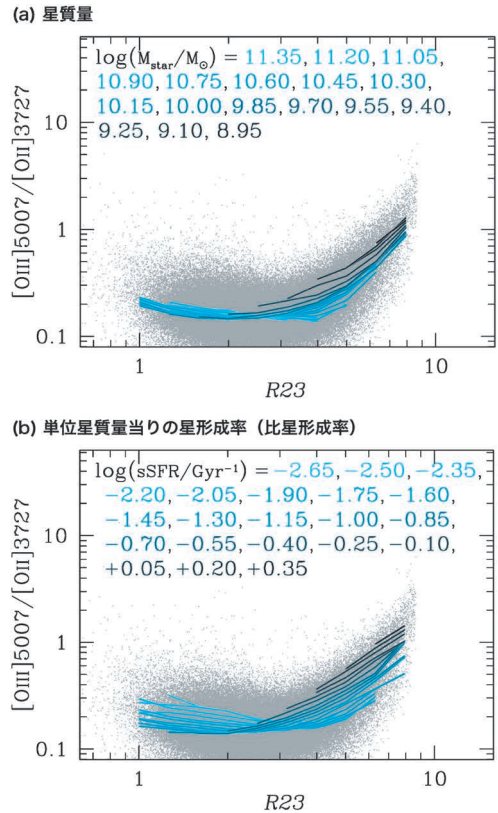 (a) 星質量
log(M_star/M_⊙) = 11.35, 11.20, 11.05,
10.90, 10.75, 10.60, 10.45, 10.30,
10.15, 10.00, 9.85, 9.70, 9.55, 9.40,
9.25, 9.10, 8.95
[OIII]5007/[OII]3727
10
1
0.1
1
10
R23
(b) 単位星質量当りの星形成率（比星形成率）
log(sSFR/Gyr⁻¹) = −2.65, −2.50, −2.35,
−2.20, −2.05, −1.90, −1.75, −1.60,
−1.45, −1.30, −1.15, −1.00, −0.85,
−0.70, −0.55, −0.40, −0.25, −0.10,
+0.05, +0.20, +0.35
[OIII]5007/[OII]3727
10
1
0.1
1
10
R23